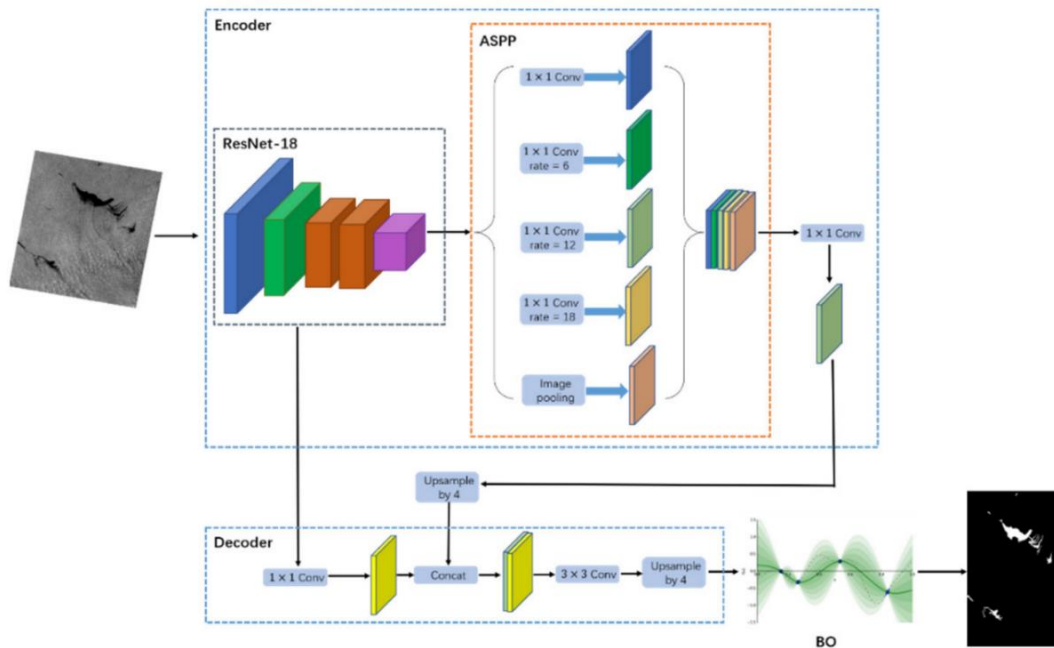 Encoder
ASPP
ResNet-18
1 × 1 Conv
1 × 1 Conv
rate = 6
1 × 1 Conv
rate = 12
1 × 1 Conv
rate = 18
Image
pooling
1 × 1 Conv
Upsample
by 4
Decoder
1 × 1 Conv
Concat
3 × 3 Conv
Upsample
by 4
BO